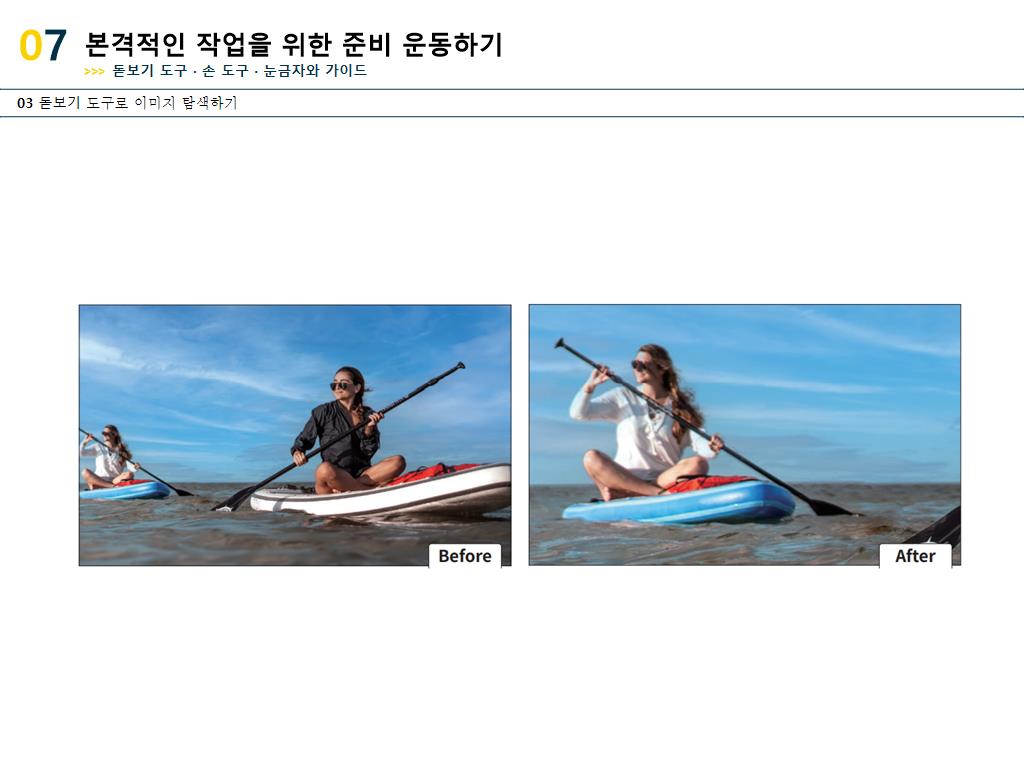 07 본격적인 작업을 위한 준비 운동하기
>>> 돋보기 도구 · 손 도구 · 눈금자와 가이드
03 돋보기 도구로 이미지 탐색하기
Before
After